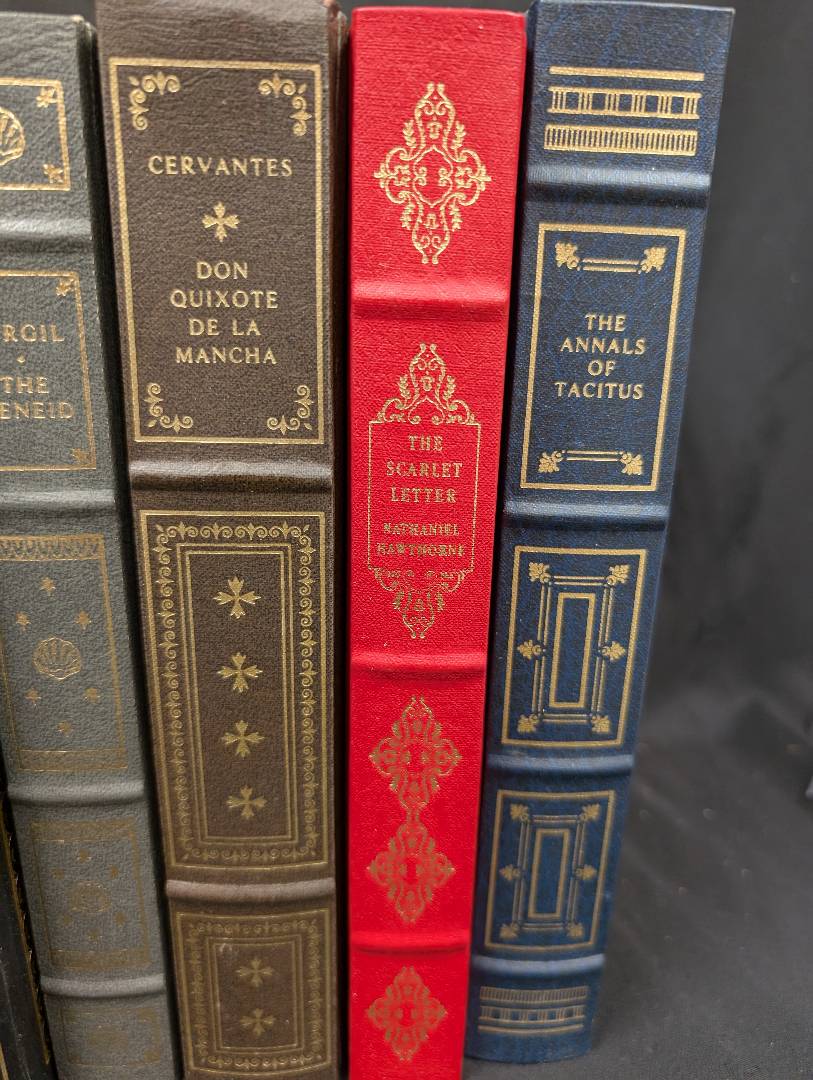 RGIL
THE
ENEID
CERVANTES
DON
QUIXOTE
DE LA
MANCHA
THE
SCARLET
LETTER
NATHANIEL
HAWTHORNE
THE
ANNALS
OF
TACITUS